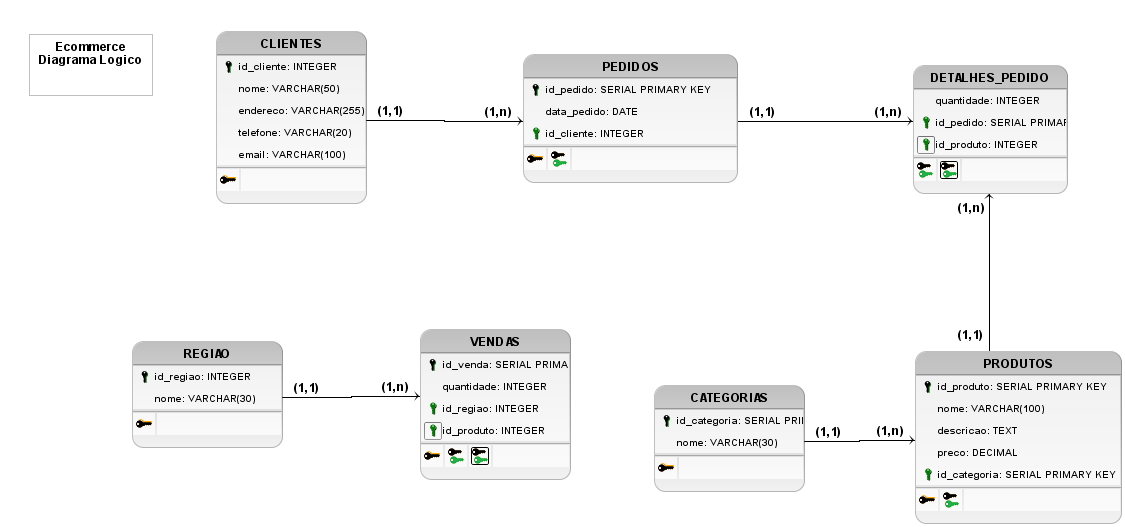 Ecommerce
Diagrama Logico
CLIENTES
id_cliente: INTEGER
nome: VARCHAR(50)
endereco: VARCHAR(255)
telefone: VARCHAR(20)
email: VARCHAR(100)
(1,1)
(1,n)
PEDIDOS
id_pedido: SERIAL PRIMARY KEY
data_pedido: DATE
id_cliente: INTEGER
(1,1)
(1,n)
DETALHES_PEDIDO
quantidade: INTEGER
id_pedido: SERIAL PRIMAR
id_produto: INTEGER
(1,n)
(1,1)
REGIAO
id_regiao: INTEGER
nome: VARCHAR(30)
(1,1)
(1,n)
VENDAS
id_venda: SERIAL PRIMA
quantidade: INTEGER
id_regiao: INTEGER
id_produto: INTEGER
CATEGORIAS
id_categoria: SERIAL PRI
nome: VARCHAR(30)
(1,1)
(1,n)
PRODUTOS
id_produto: SERIAL PRIMARY KEY
nome: VARCHAR(100)
descricao: TEXT
preco: DECIMAL
id_categoria: SERIAL PRIMARY KEY